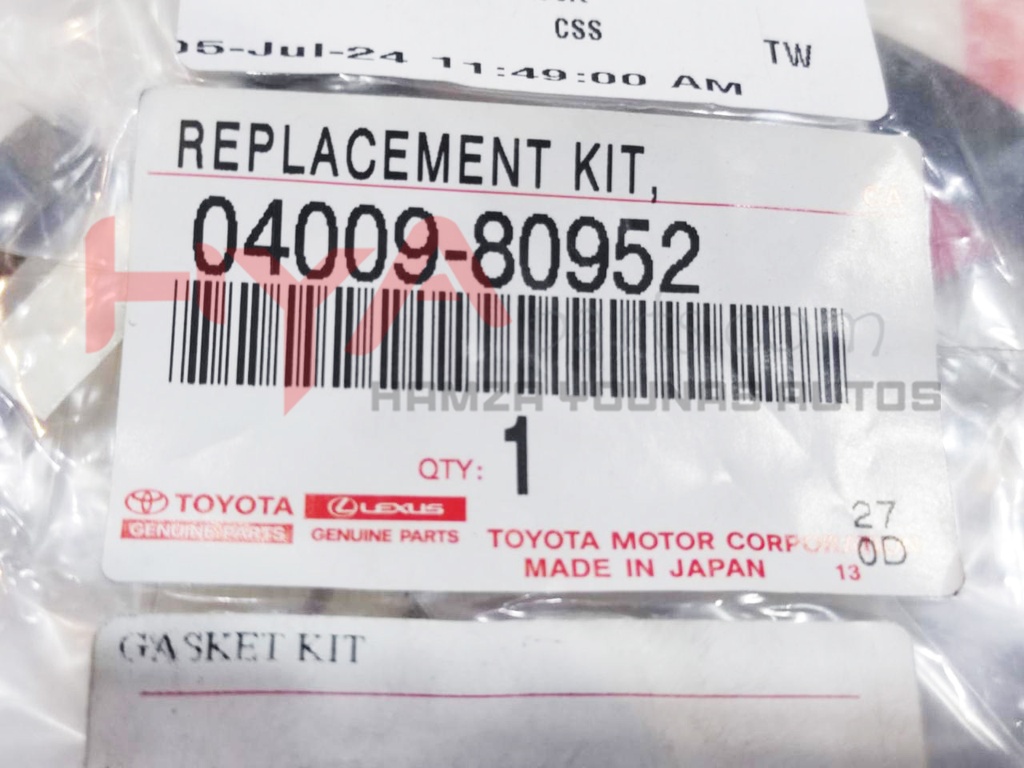 CSS
TW
05-Jul-24 11:49:00 AM
REPLACEMENT KIT,
04009-80952
HYA
HAMZA YOUNAS AUTOS
QTY: 1
TOYOTA
GENUINE PARTS
LEXUS
GENUINE PARTS
TOYOTA MOTOR
MADE IN JAPAN
13
27
0D
GASKET KIT